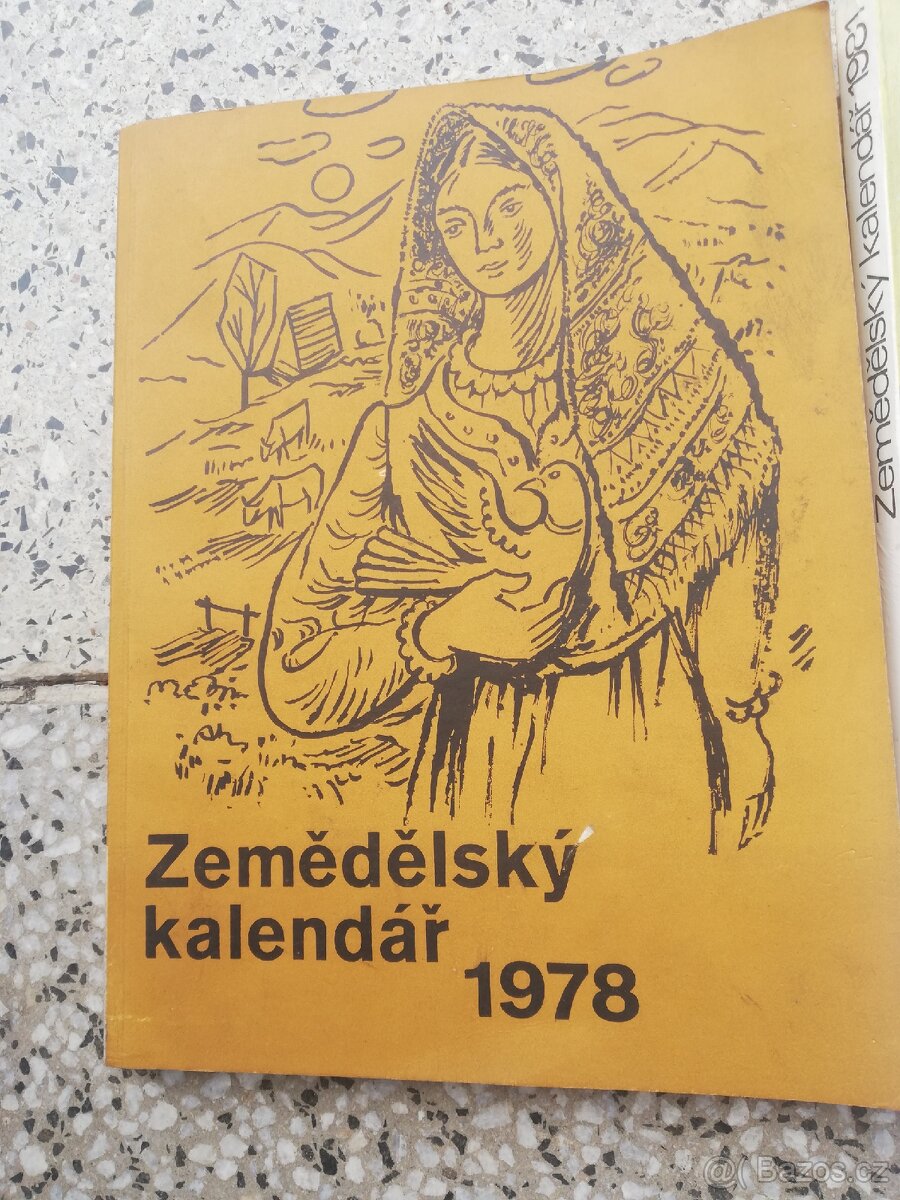 Zemědělský
kalendář
1978
Zemědělský kalendář 1981
@( Bazos.cz